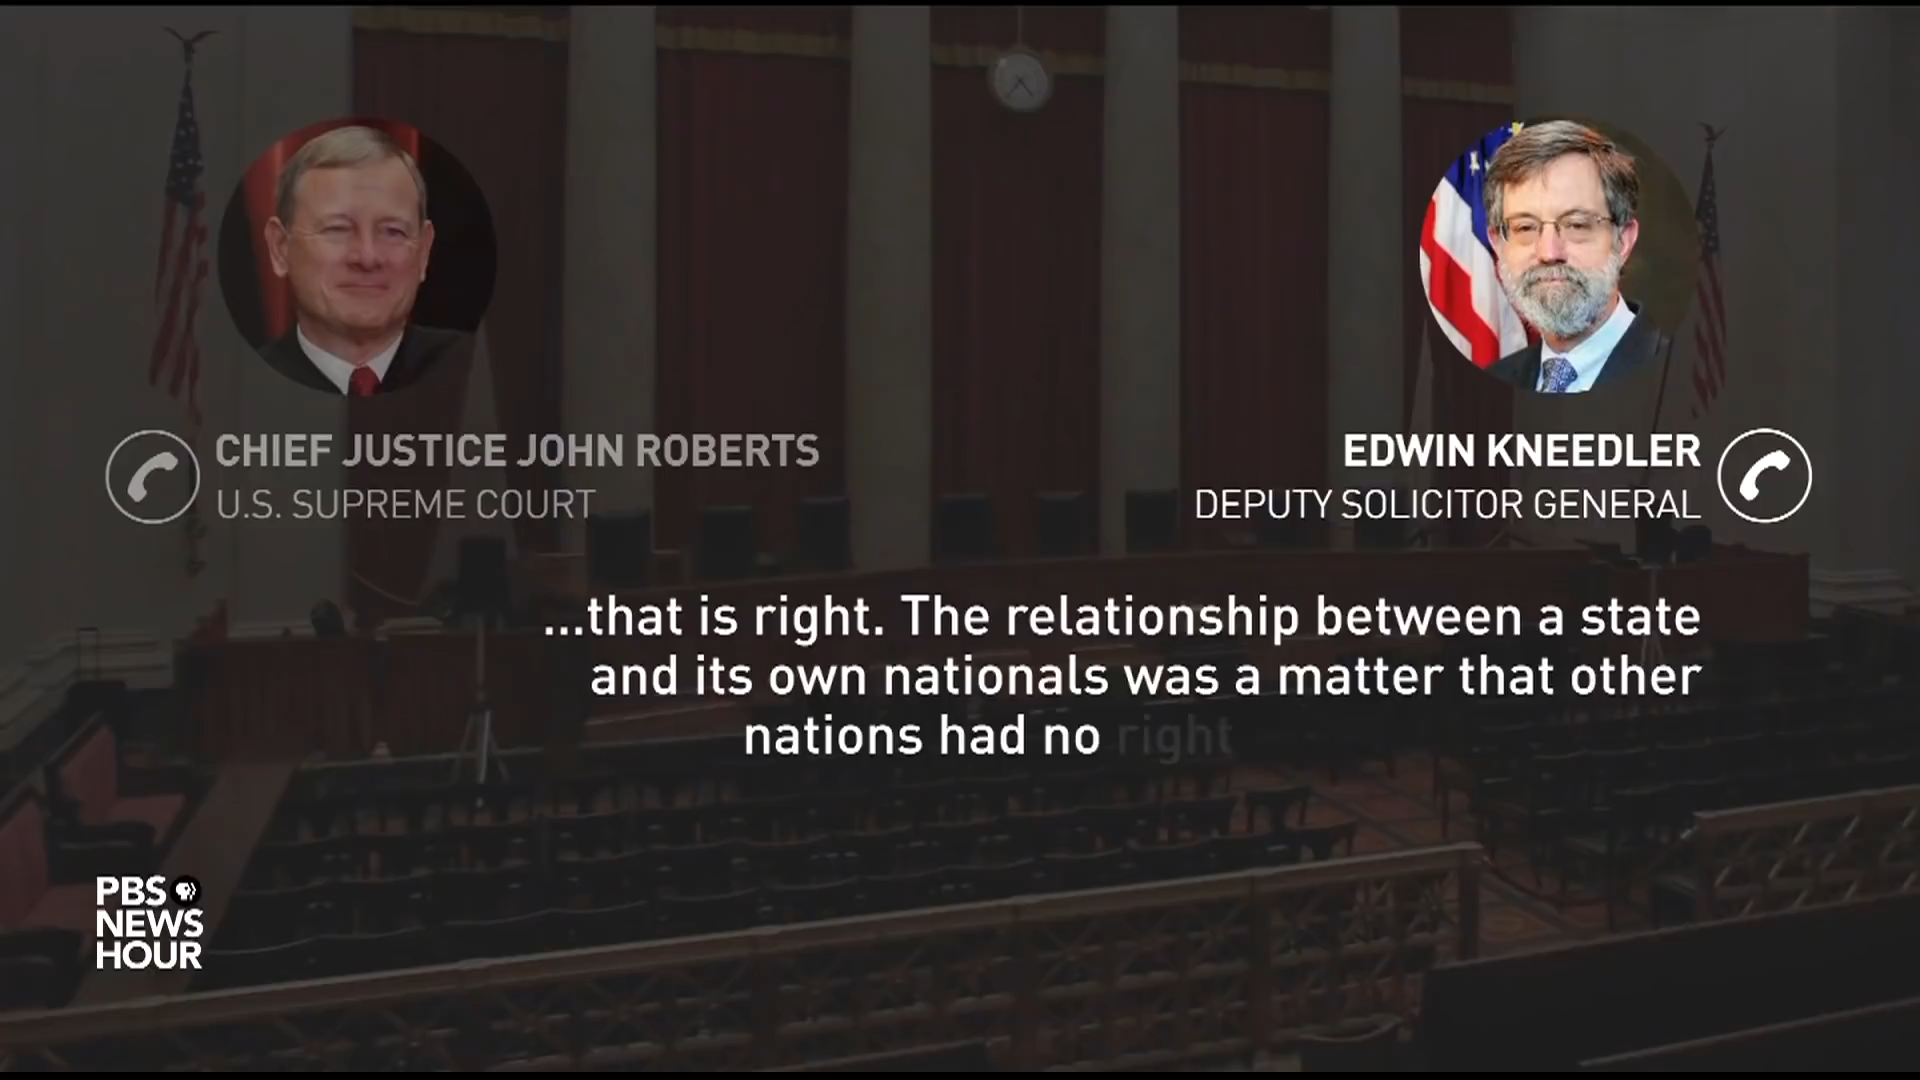 CHIEF JUSTICE JOHN ROBERTS
U.S. SUPREME COURT
EDWIN KNEEDLER
DEPUTY SOLICITOR GENERAL
...that is right. The relationship between a state
and its own nationals was a matter that other
nations had no right
PBS
NEWS
HOUR